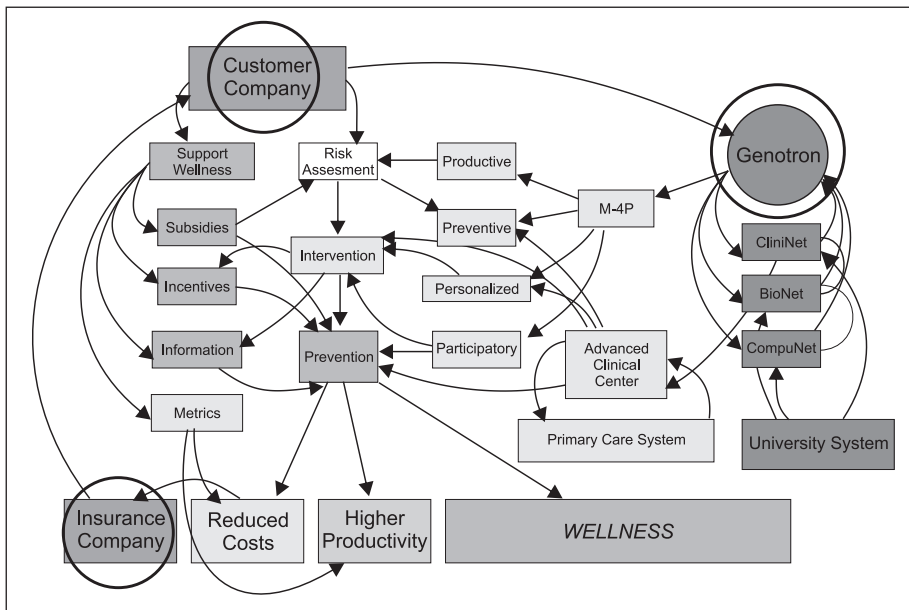 Customer
Company
Genotron
Support
Wellness
Risk
Assesment
Productive
M-4P
Subsidies
Preventive
CliniNet
Intervention
Incentives
Personalized
BioNet
Information
Prevention
Participatory
Advanced
Clinical
Center
CompuNet
Metrics
Primary Care System
University System
Insurance
Company
Reduced
Costs
Higher
Productivity
WELLNESS